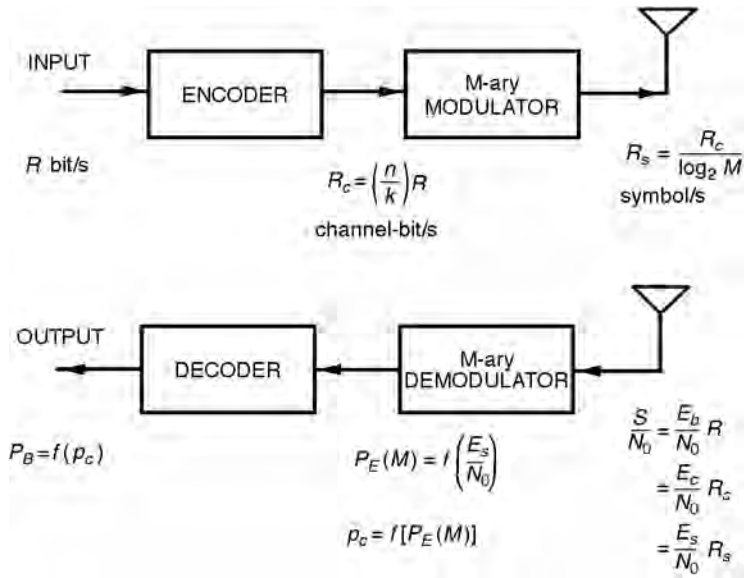 INPUT
ENCODER
M-ary
MODULATOR
R bit/s
R_c = (n/k) R
channel-bit/s
R_s = R_c / log₂ M
symbol/s
OUTPUT
DECODER
M-ary
DEMODULATOR
P_B = f(p_c)
P_E(M) = f(E_s/N_0)
p_c = f[P_E(M)]
S/N_0 = E_b/N_0 R
= E_c/N_0 R_c
= E_s/N_0 R_s